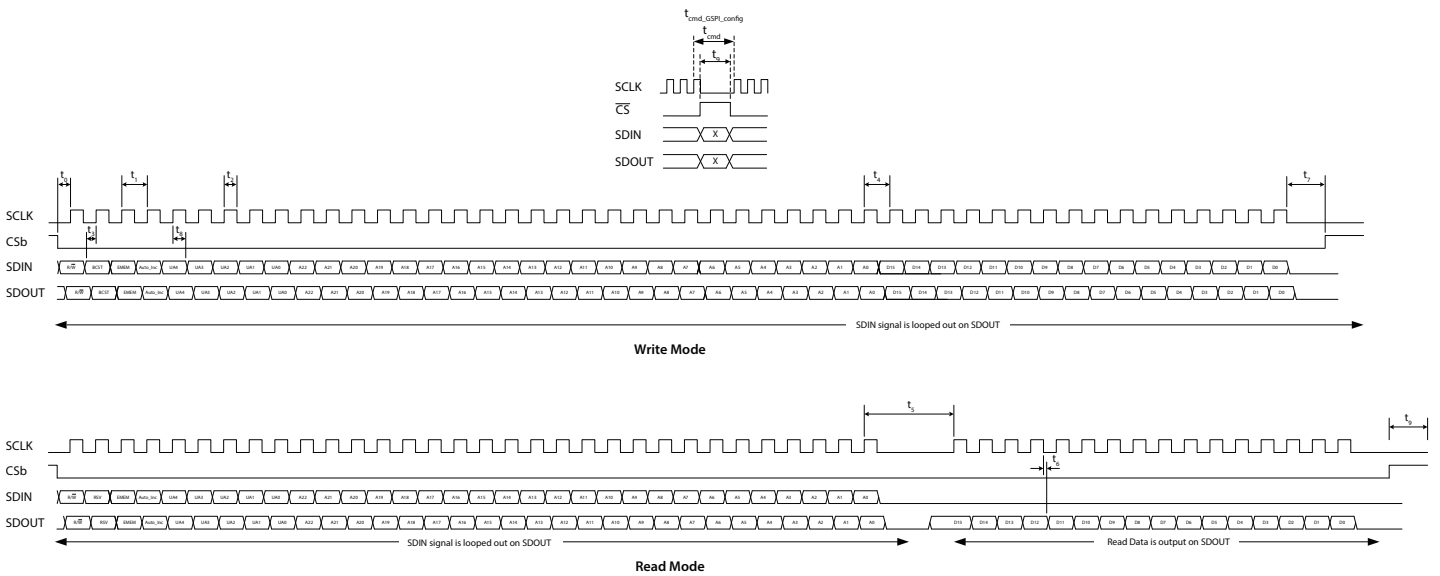 tcmd_GSPI_config
tcmd
t9
SCLK
CS
SDIN X
SDOUT X
t0 t1 t2 t4 t7
SCLK
t3 t8
CSb
SDIN R/W BCST EMEM Auto_Inc UA4 UA3 UA2 UA1 UA0 A22 A21 A20 A19 A18 A17 A16 A15 A14 A13 A12 A11 A10 A9 A8 A7 A6 A5 A4 A3 A2 A1 A0 D15 D14 D13 D12 D11 D10 D9 D8 D7 D6 D5 D4 D3 D2 D1 D0
SDOUT R/W BCST EMEM Auto_Inc UA4 UA3 UA2 UA1 UA0 A22 A21 A20 A19 A18 A17 A16 A15 A14 A13 A12 A11 A10 A9 A8 A7 A6 A5 A4 A3 A2 A1 A0 D15 D14 D13 D12 D11 D10 D9 D8 D7 D6 D5 D4 D3 D2 D1 D0
SDIN signal is looped out on SDOUT
Write Mode
t5
SCLK t9
t6
CSb
SDIN R/W RSV EMEM Auto_Inc UA4 UA3 UA2 UA1 UA0 A22 A21 A20 A19 A18 A17 A16 A15 A14 A13 A12 A11 A10 A9 A8 A7 A6 A5 A4 A3 A2 A1 A0
SDOUT R/W RSV EMEM Auto_Inc UA4 UA3 UA2 UA1 UA0 A22 A21 A20 A19 A18 A17 A16 A15 A14 A13 A12 A11 A10 A9 A8 A7 A6 A5 A4 A3 A2 A1 A0 D15 D14 D13 D12 D11 D10 D9 D8 D7 D6 D5 D4 D3 D2 D1 D0
SDIN signal is looped out on SDOUT Read Data is output on SDOUT
Read Mode